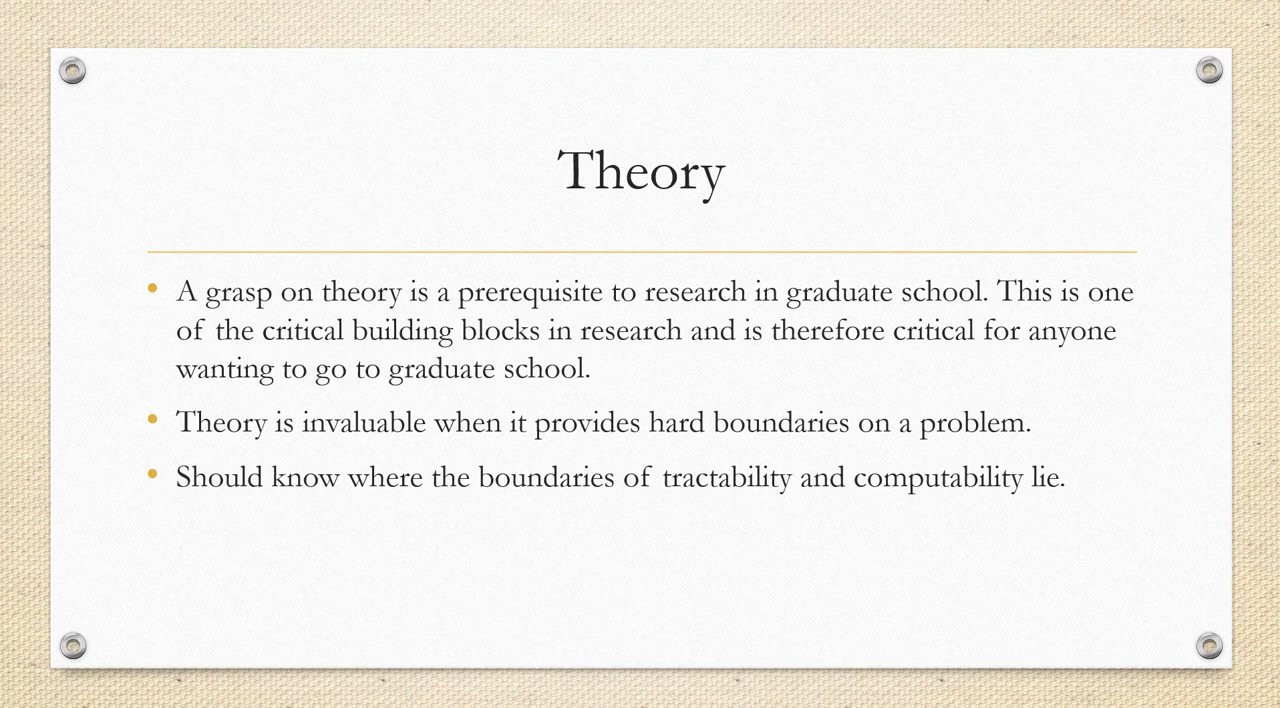 Theory
• A grasp on theory is a prerequisite to research in graduate school. This is one
of the critical building blocks in research and is therefore critical for anyone
wanting to go to graduate school.
• Theory is invaluable when it provides hard boundaries on a problem.
• Should know where the boundaries of tractability and computability lie.